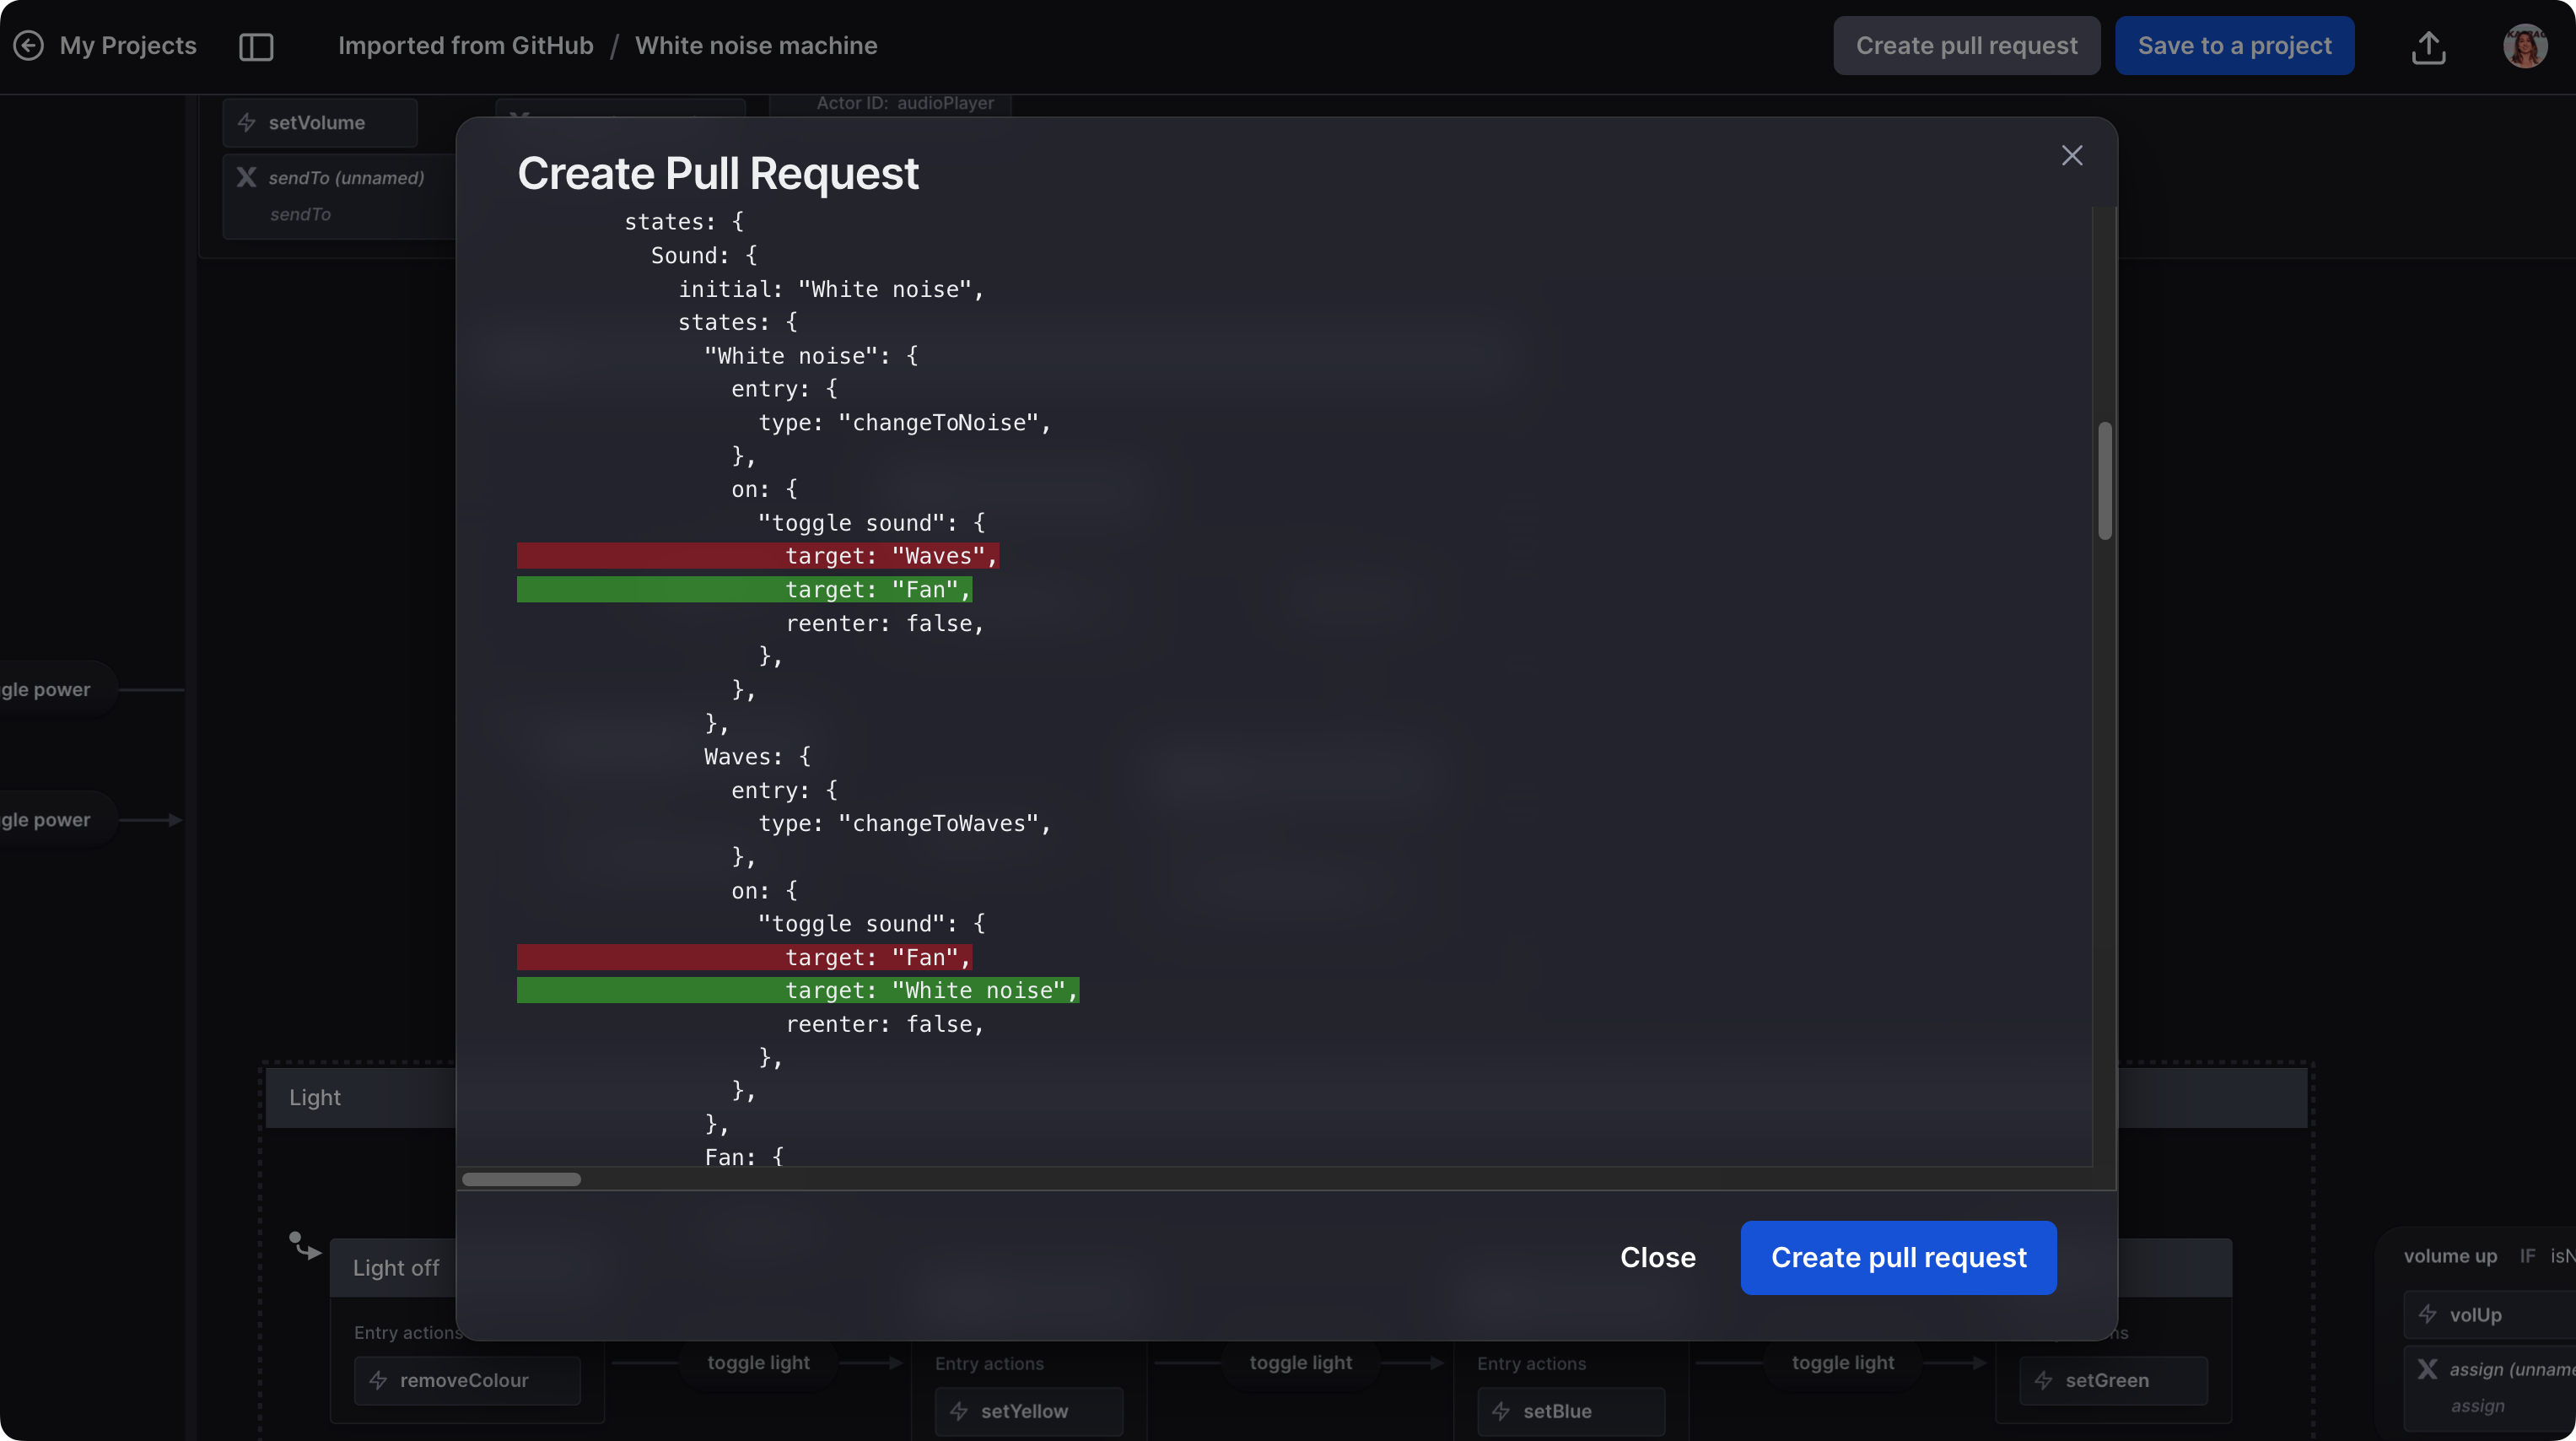 My Projects
Imported from GitHub / White noise machine
Create pull request
Save to a project
Actor ID: audioPlayer
setVolume
sendTo (unnamed)
sendTo
Create Pull Request
states: {
Sound: {
initial: "White noise",
states: {
"White noise": {
entry: {
type: "changeToNoise",
},
on: {
"toggle sound": {
target: "Waves",
target: "Fan",
reenter: false,
},
},
},
Waves: {
entry: {
type: "changeToWaves",
},
on: {
"toggle sound": {
target: "Fan",
target: "White noise",
reenter: false,
},
},
},
Fan: {
Close
Create pull request
gle power
gle power
Light
Light off
Entry actions
removeColour
toggle light
Entry actions
setYellow
toggle light
Entry actions
setBlue
toggle light
ns
setGreen
volume up IF isN
volUp
assign (unname
assign